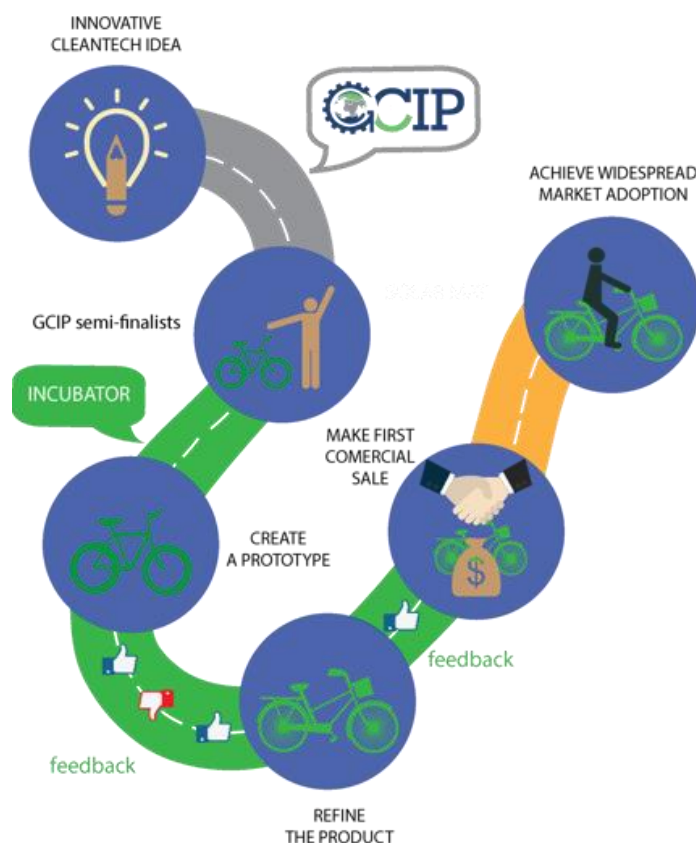 INNOVATIVE
CLEANTECH IDEA
GCIP
ACHIEVE WIDESPREAD
MARKET ADOPTION
GCIP semi-finalists
INCUBATOR
MAKE FIRST
COMERCIAL
SALE
CREATE
A PROTOTYPE
$
feedback
feedback
REFINE
THE PRODUCT